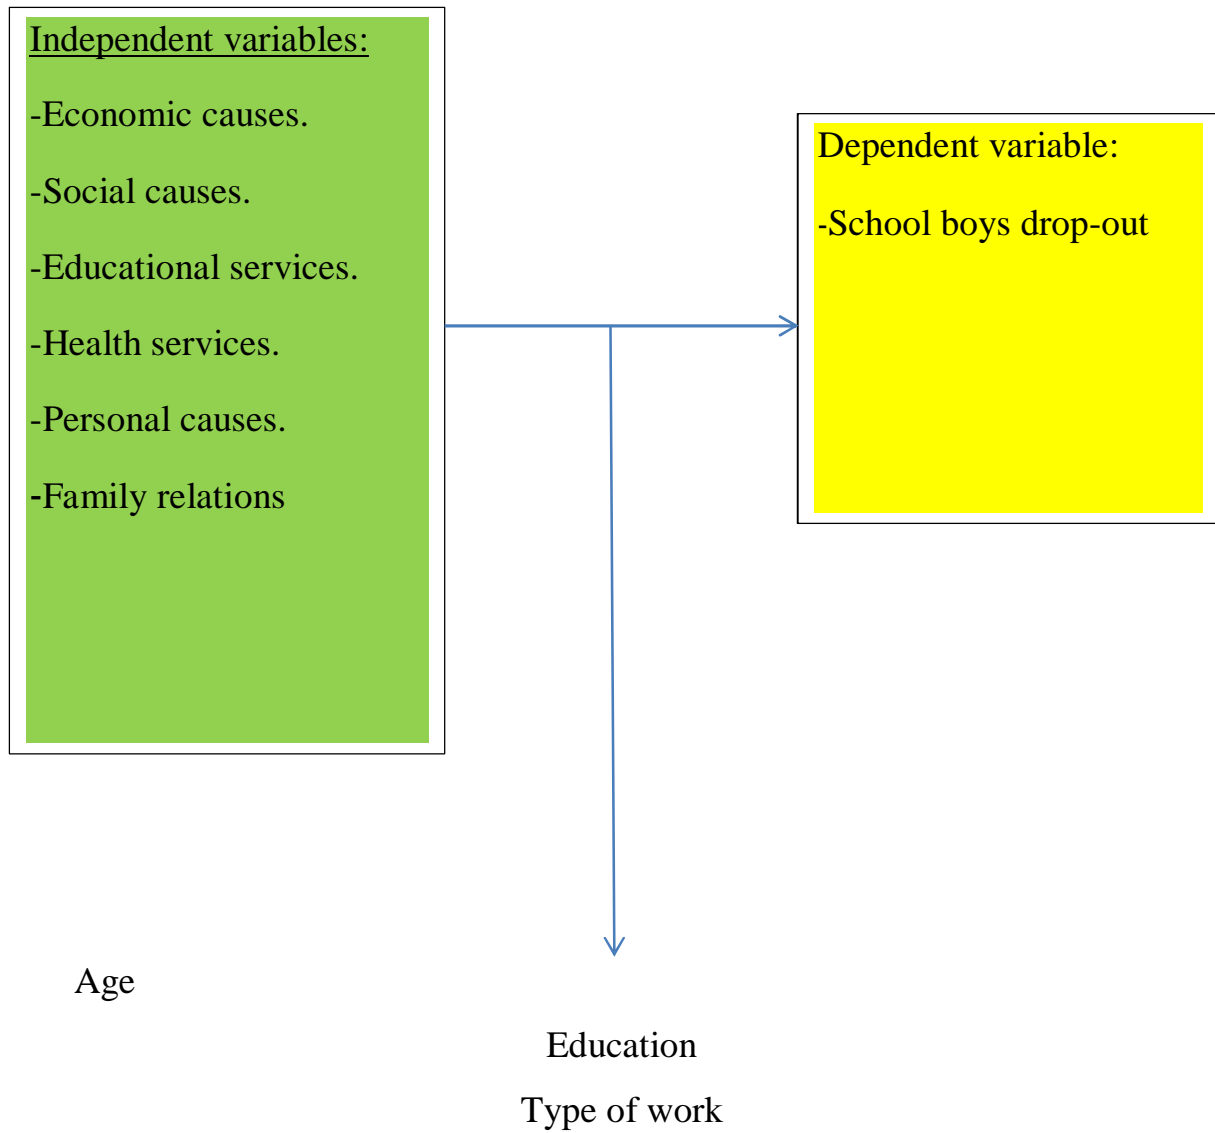 Independent variables:
-Economic causes.
-Social causes.
-Educational services.
-Health services.
-Personal causes.
-Family relations
Dependent variable:
-School boys drop-out
Age
Education
Type of work